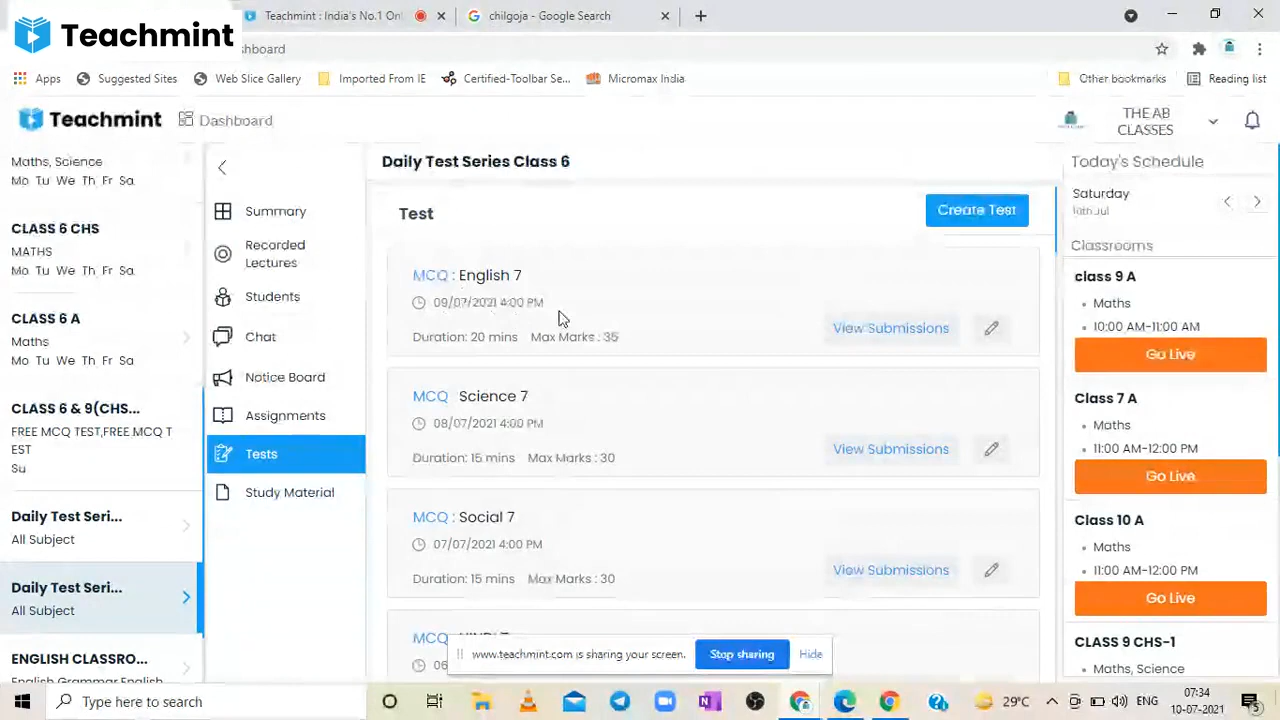 Teachmint
Teachmint: India's No.1 Onl
chilgoja - Google Search
shboard
Apps
Suggested Sites
Web Slice Gallery
Imported From IE
Certified-Toolbar Se...
Micromax India
Other bookmarks
Reading list
Teachmint
Dashboard
THE AB
CLASSES
Maths, Science
Mo Tu We Th Fr Sa
CLASS 6 CHS
MATHS
Mo Tu We Th Fr Sa
CLASS 6 A
Maths
Mo Tu We Th Fr Sa
CLASS 6 & 9(CHS...
FREE MCQ TEST,FREE MCQ T
EST
Su
Daily Test Seri...
All Subject
Daily Test Seri...
All Subject
ENGLISH CLASSRO...
English Grammar,English
Summary
Recorded
Lectures
Students
Chat
Notice Board
Assignments
Tests
Study Material
Daily Test Series Class 6
Test
Create Test
MCQ : English 7
09/07/2021 4:00 PM
Duration: 20 mins Max Marks : 35
View Submissions
MCQ Science 7
08/07/2021 4:00 PM
Duration: 15 mins Max Marks : 30
View Submissions
MCQ : Social 7
07/07/2021 4:00 PM
Duration: 15 mins Max Marks : 30
View Submissions
MCQ
www.teachmint.com is sharing your screen.
Stop sharing
Hide
Today's Schedule
Saturday
10th Jul
Classrooms
class 9 A
Maths
10:00 AM-11:00 AM
Go Live
Class 7 A
Maths
11:00 AM-12:00 PM
Go Live
Class 10 A
Maths
11:00 AM-12:00 PM
Go Live
CLASS 9 CHS-1
Maths, Science
Type here to search
29°C
ENG
07:34
10-07-2021
5